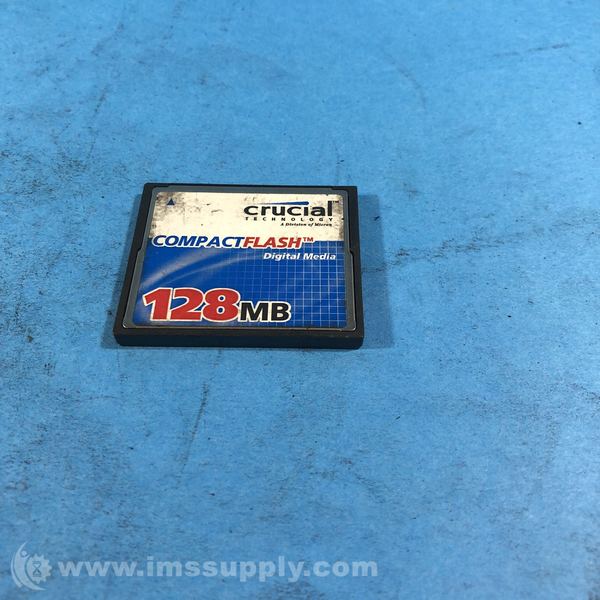 crucial
TECHNOLOGY
A Division of Micron
COMPACTFLASH™
Digital Media
128MB
www.imssupply.com